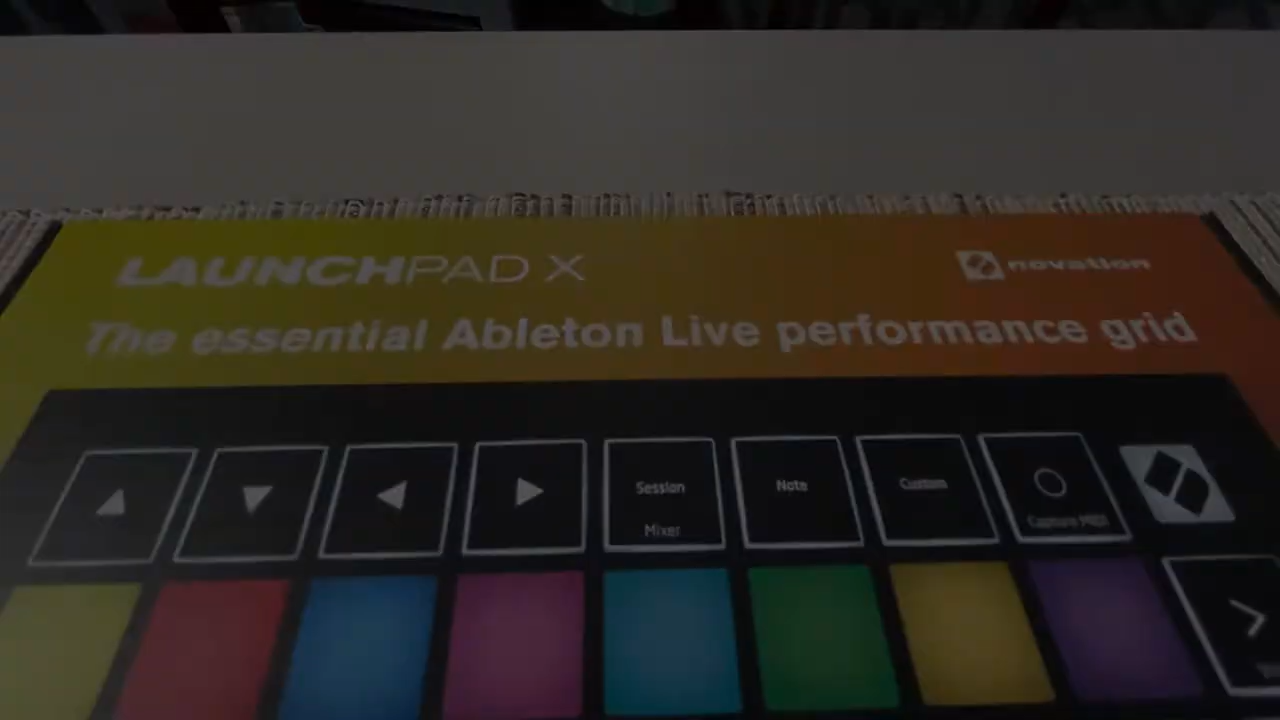 LAUNCHPAD X
novation
The essential Ableton Live performance grid
Session
Mixer
Note
Custom
Capture MIDI